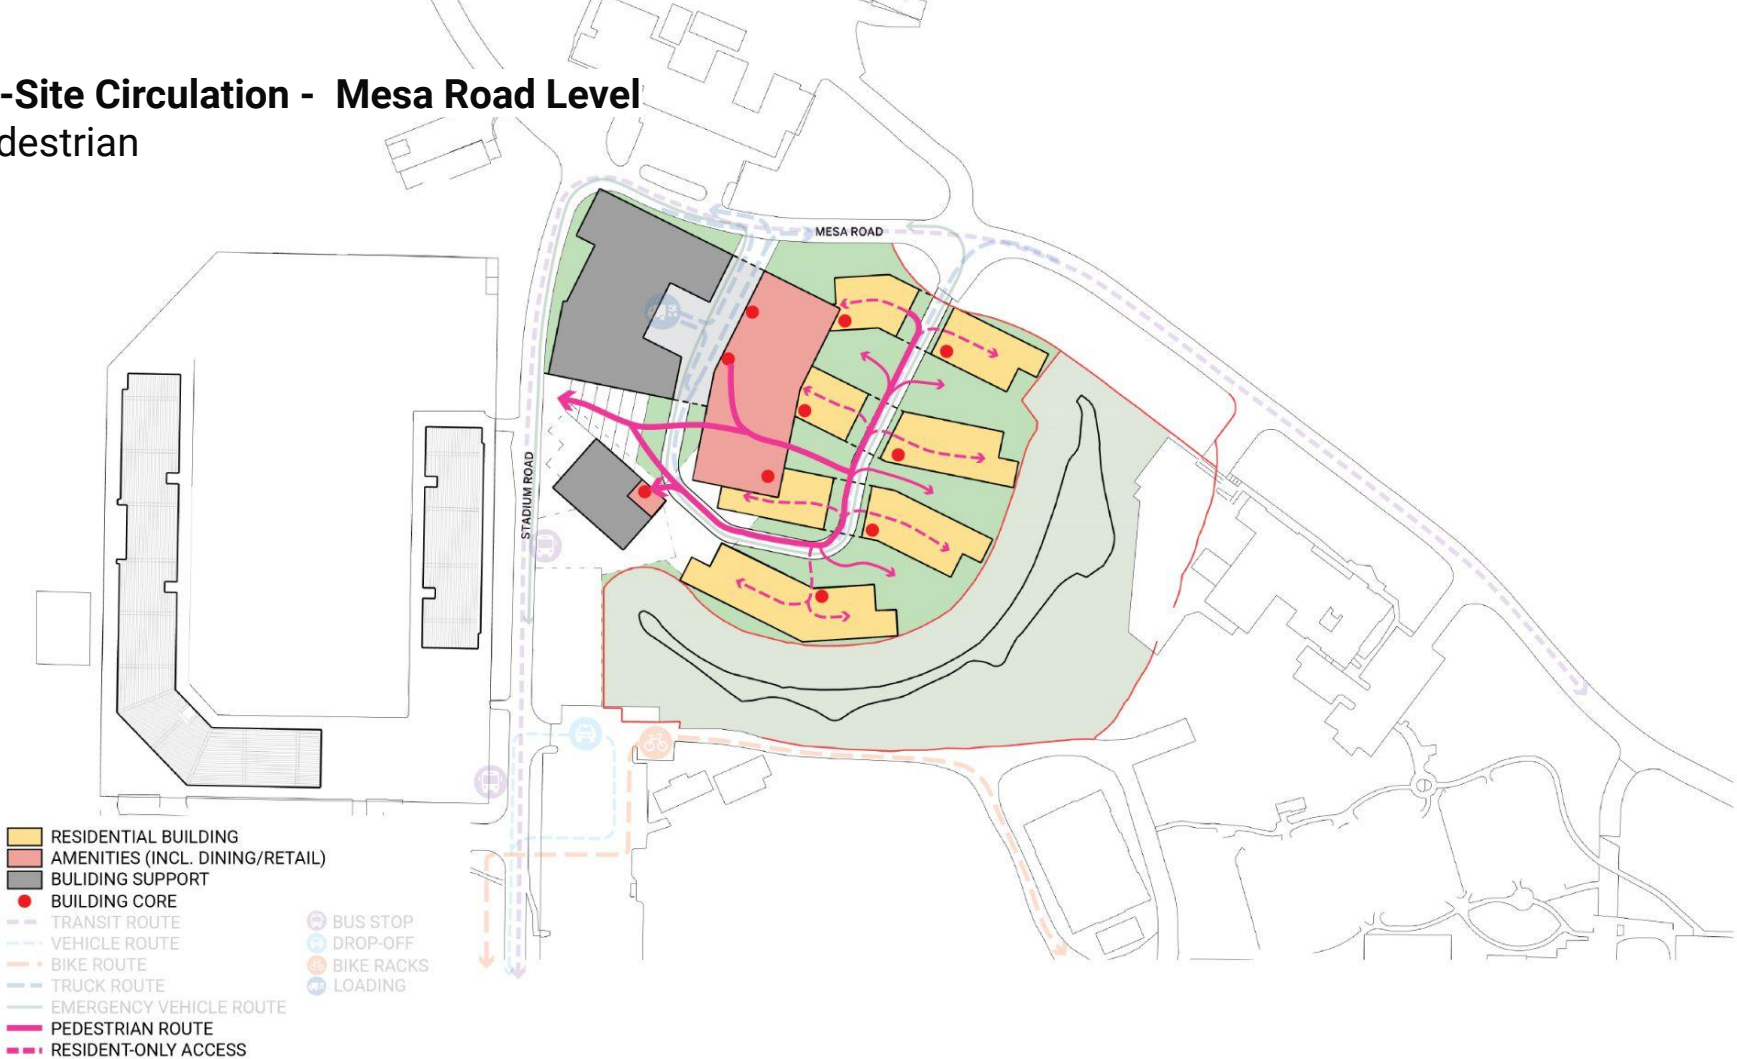 -Site Circulation - Mesa Road Level
destrian
MESA ROAD
STADIUM ROAD
RESIDENTIAL BUILDING
AMENITIES (INCL. DINING/RETAIL)
BULIDING SUPPORT
BUILDING CORE
TRANSIT ROUTE
VEHICLE ROUTE
BIKE ROUTE
TRUCK ROUTE
EMERGENCY VEHICLE ROUTE
PEDESTRIAN ROUTE
RESIDENT-ONLY ACCESS
BUS STOP
DROP-OFF
BIKE RACKS
LOADING